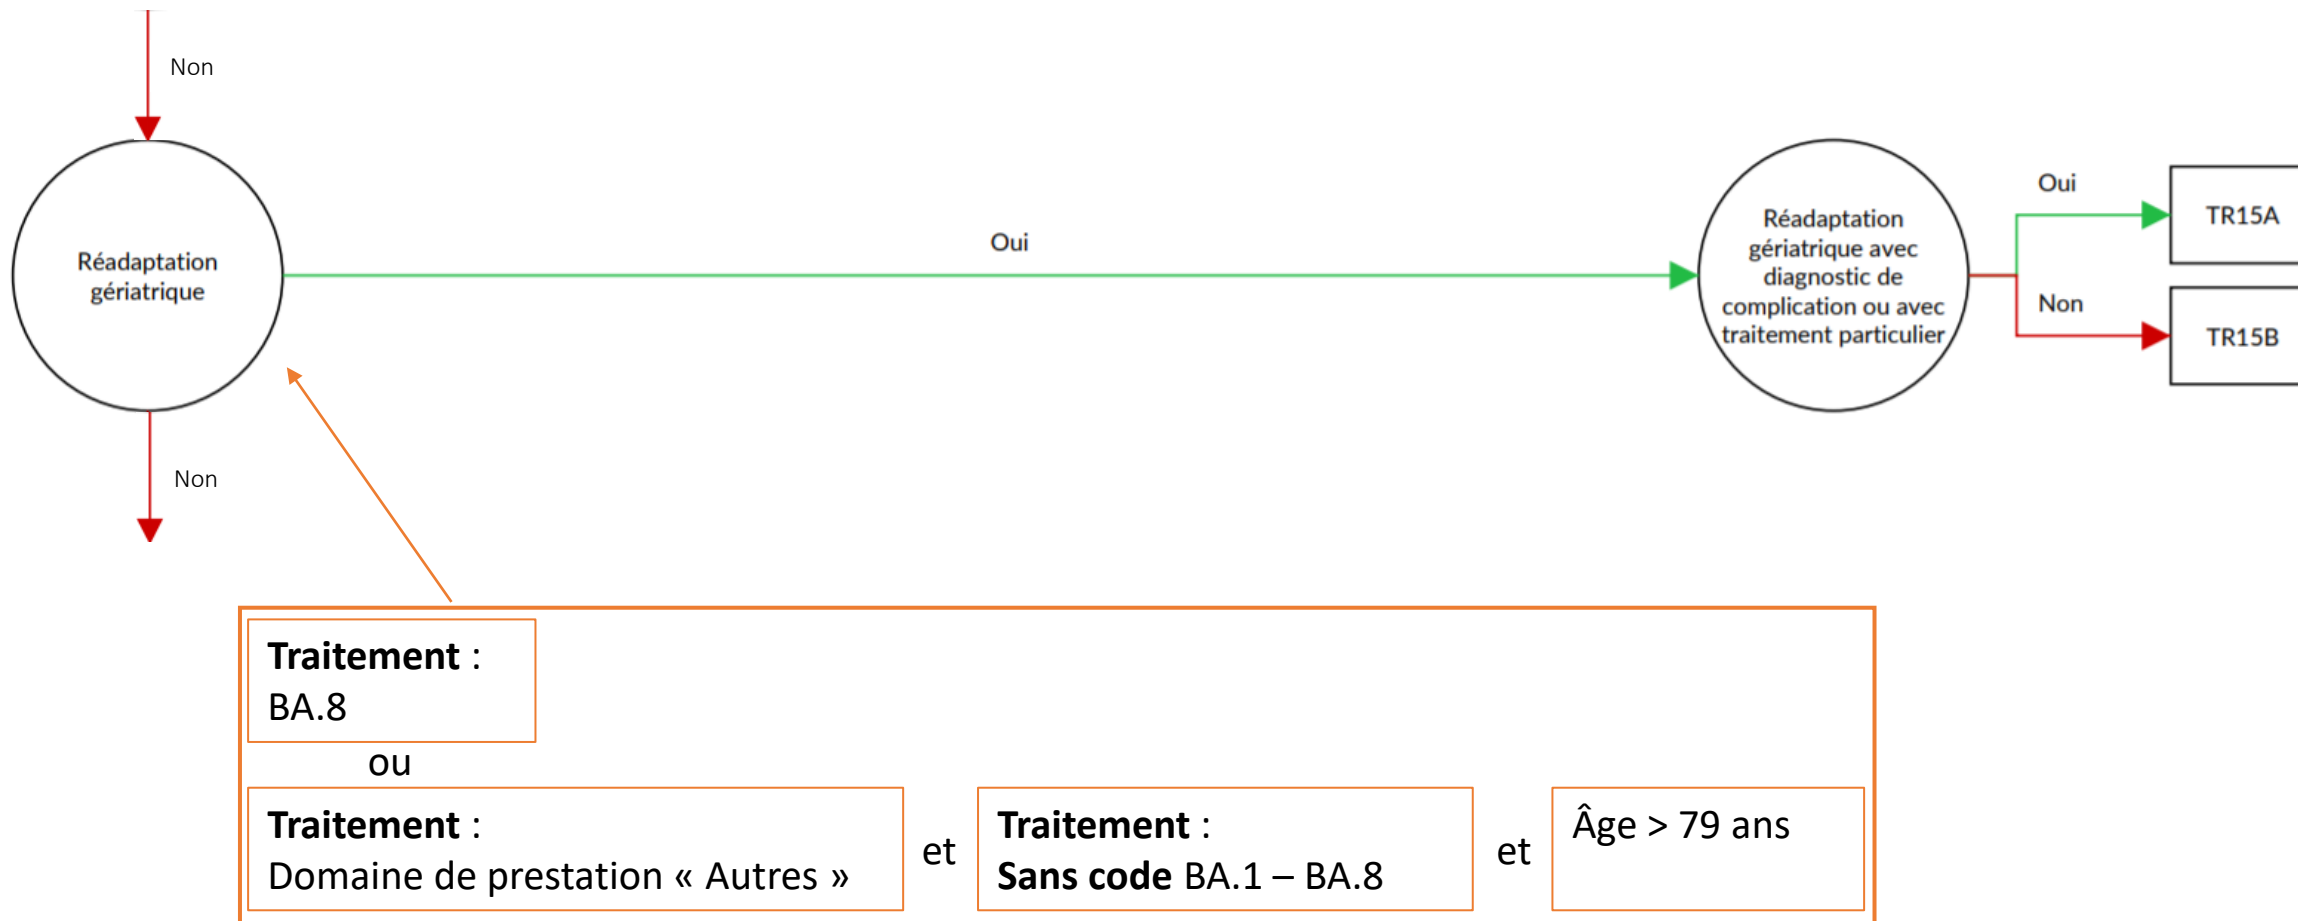 Non
Réadaptation
gériatrique
Oui
Réadaptation
gériatrique avec
diagnostic de
complication ou avec
traitement particulier
Oui
TR15A
Non
TR15B
Non
Traitement :
BA.8
ou
Traitement :
Domaine de prestation « Autres »
et
Traitement :
Sans code BA.1 – BA.8
et
Âge > 79 ans